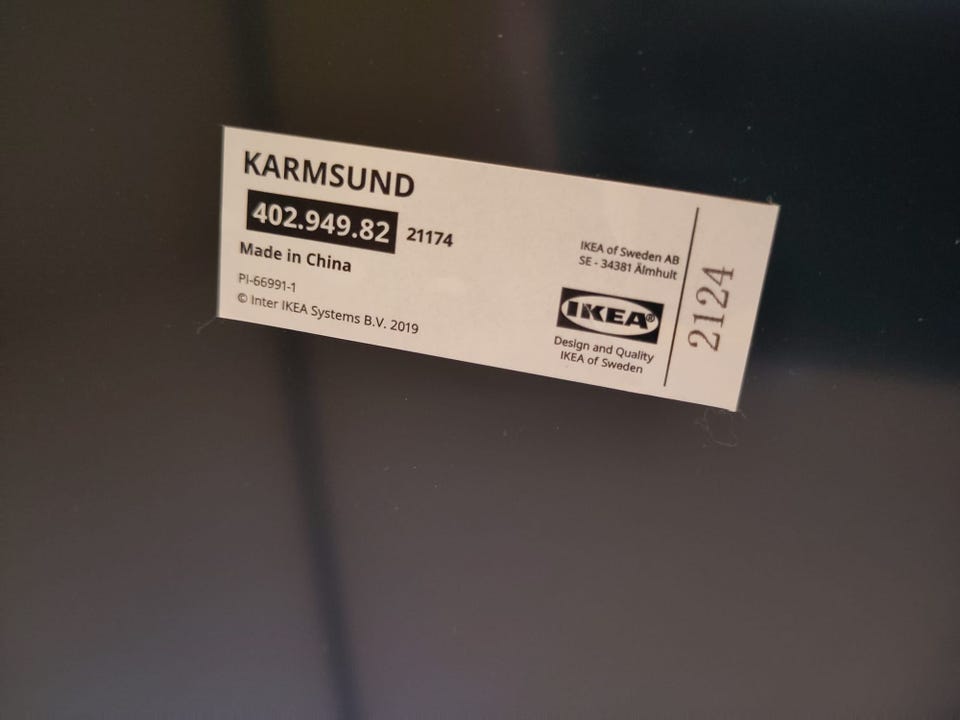 KARMSUND
402.949.82 21174
Made in China
PI-66991-1
© Inter IKEA Systems B.V. 2019
IKEA of Sweden AB
SE - 34381 Älmhult
IKEA®
Design and Quality
IKEA of Sweden
2124